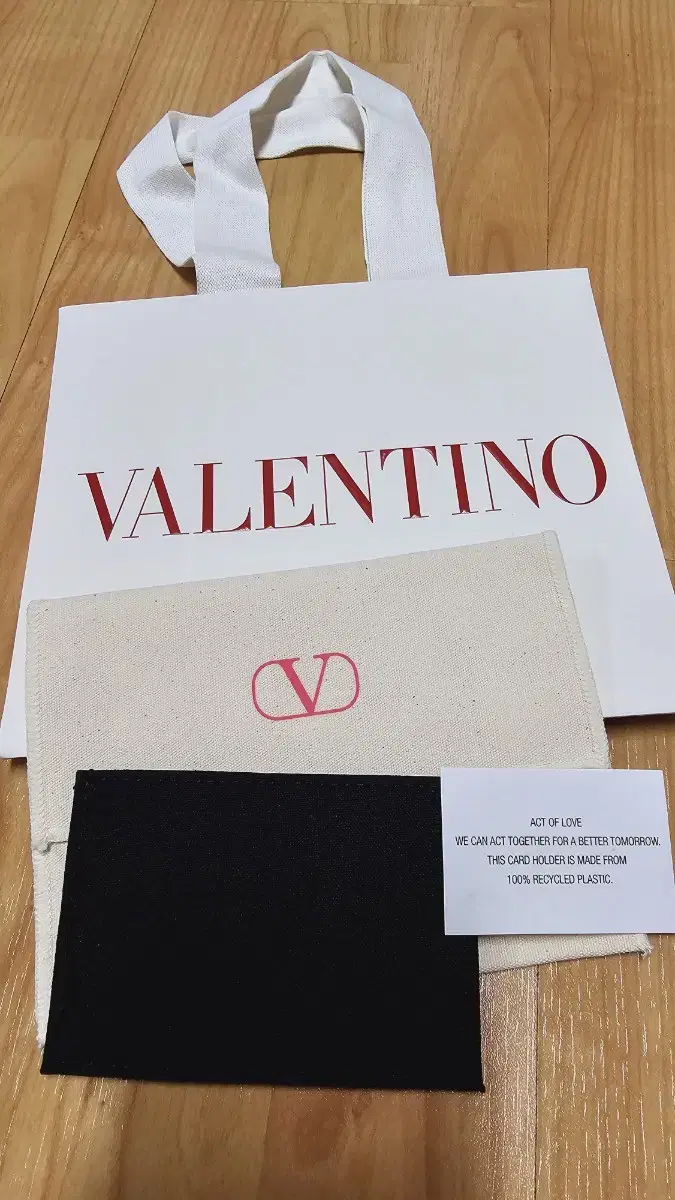 VALENTINO
V
ACT OF LOVE
WE CAN ACT TOGETHER FOR A BETTER TOMORROW.
THIS CARD HOLDER IS MADE FROM
100% RECYCLED PLASTIC.